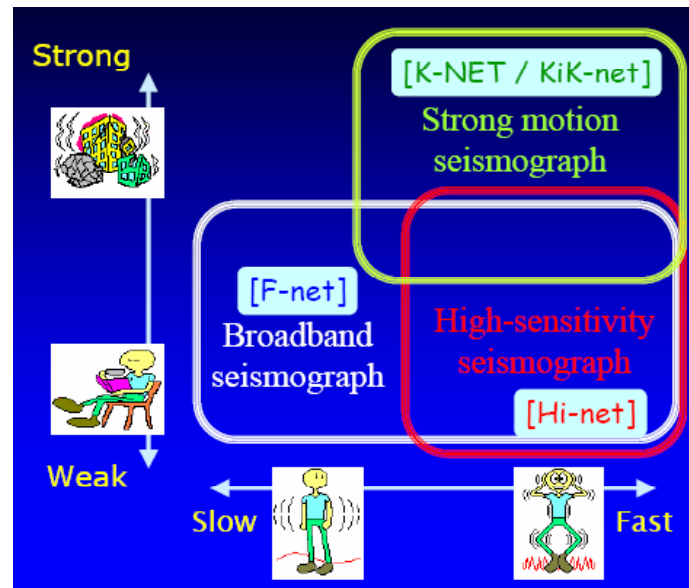 Strong
[K-NET / KiK-net]
Strong motion
seismograph
[F-net]
Broadband
seismograph
High-sensitivity
seismograph
[Hi-net]
Weak
Slow
Fast